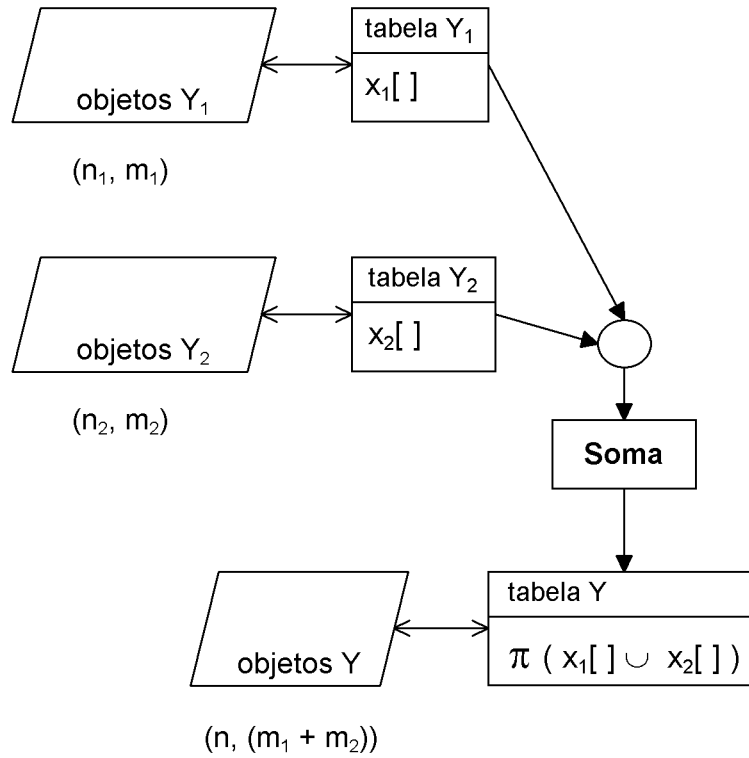 tabela Y₁
objetos Y₁
x₁[ ]
(n₁, m₁)
tabela Y₂
objetos Y₂
x₂[ ]
(n₂, m₂)
Soma
tabela Y
objetos Y
π ( x₁[ ] ∪ x₂[ ] )
(n, (m₁ + m₂))